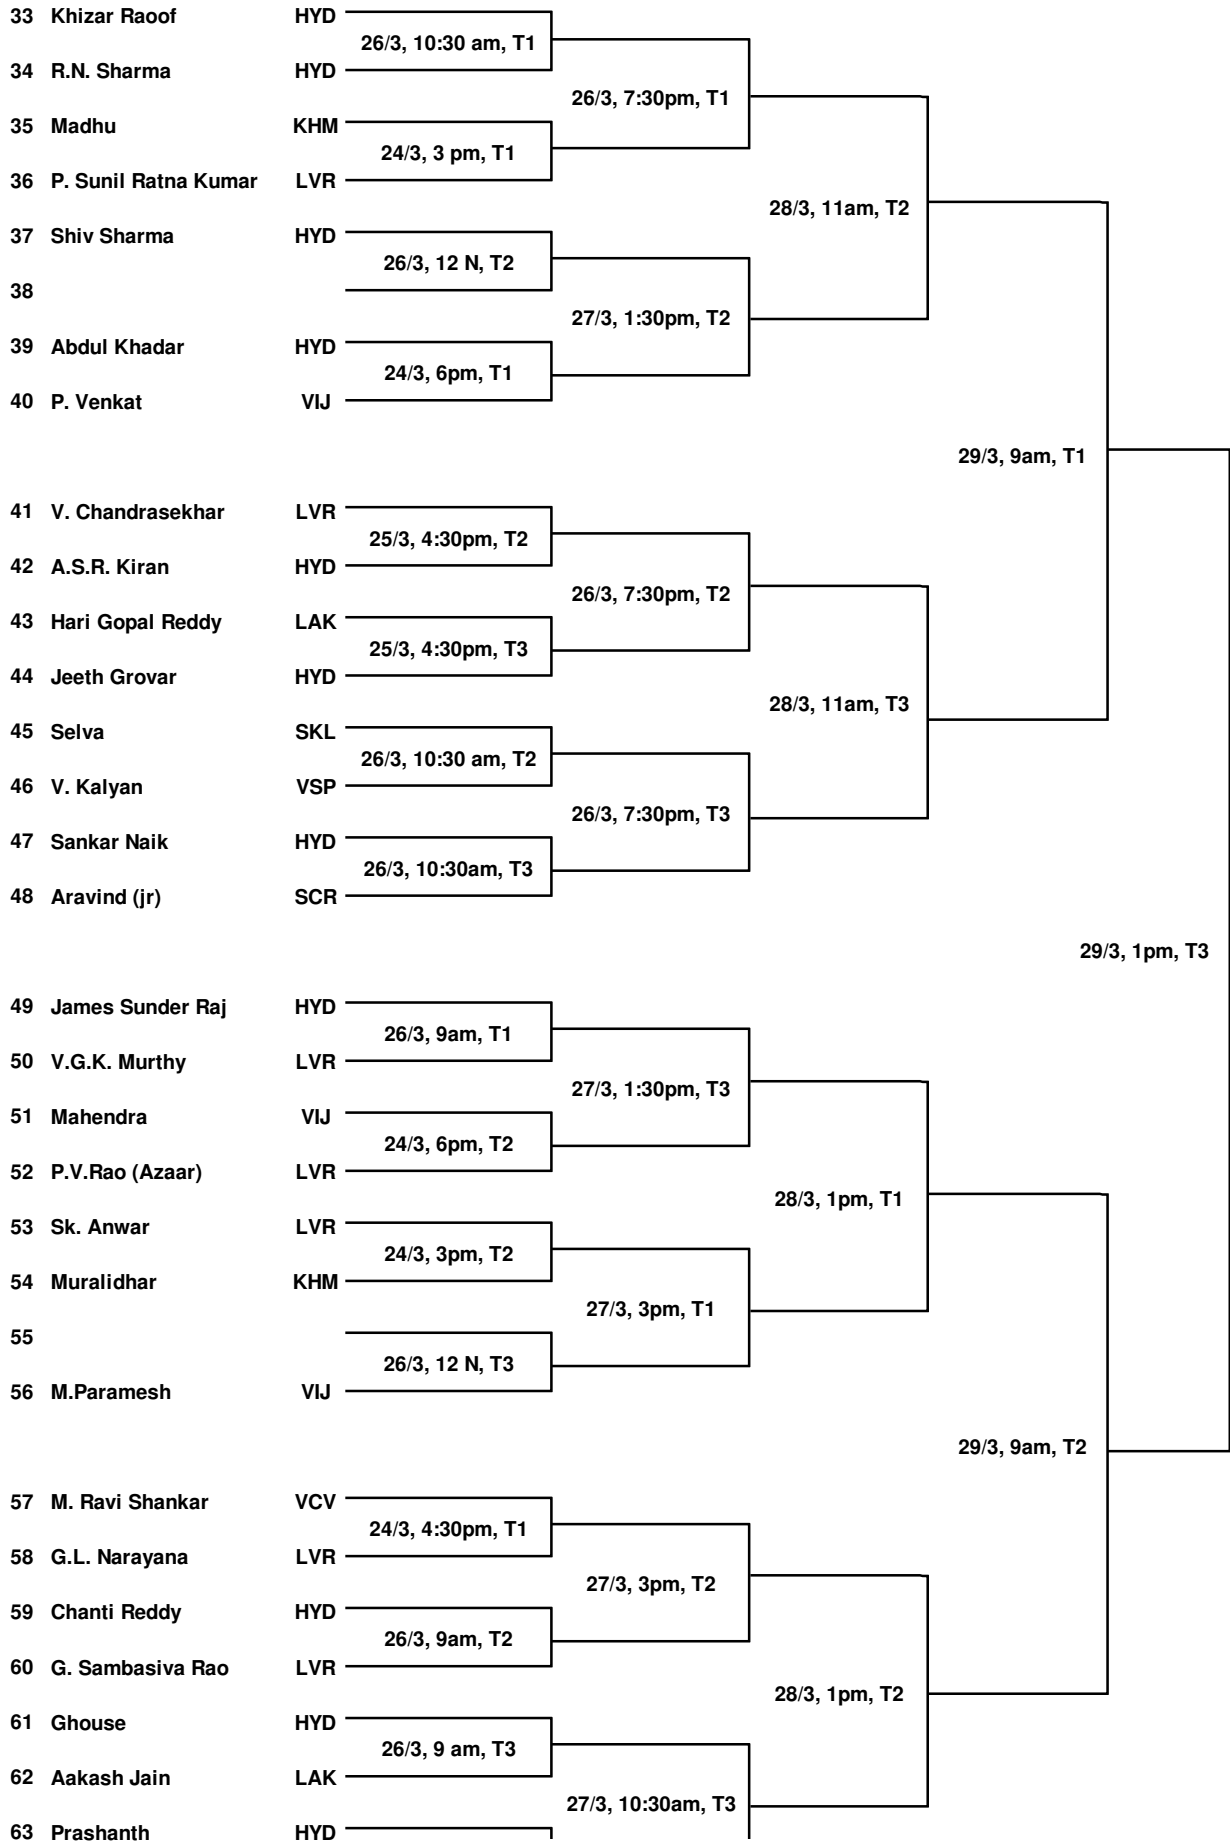 33 Khizar Raoof HYD
26/3, 10:30 am, T1
34 R.N. Sharma HYD
26/3, 7:30pm, T1
35 Madhu KHM
24/3, 3 pm, T1
36 P. Sunil Ratna Kumar LVR
28/3, 11am, T2
37 Shiv Sharma HYD
26/3, 12 N, T2
38
27/3, 1:30pm, T2
39 Abdul Khadar HYD
24/3, 6pm, T1
40 P. Venkat VIJ
29/3, 9am, T1
41 V. Chandrasekhar LVR
25/3, 4:30pm, T2
42 A.S.R. Kiran HYD
26/3, 7:30pm, T2
43 Hari Gopal Reddy LAK
25/3, 4:30pm, T3
44 Jeeth Grovar HYD
28/3, 11am, T3
45 Selva SKL
26/3, 10:30 am, T2
46 V. Kalyan VSP
26/3, 7:30pm, T3
47 Sankar Naik HYD
26/3, 10:30am, T3
48 Aravind (jr) SCR
29/3, 1pm, T3
49 James Sunder Raj HYD
26/3, 9am, T1
50 V.G.K. Murthy LVR
27/3, 1:30pm, T3
51 Mahendra VIJ
24/3, 6pm, T2
52 P.V.Rao (Azaar) LVR
28/3, 1pm, T1
53 Sk. Anwar LVR
24/3, 3pm, T2
54 Muralidhar KHM
27/3, 3pm, T1
55
26/3, 12 N, T3
56 M.Paramesh VIJ
29/3, 9am, T2
57 M. Ravi Shankar VCV
24/3, 4:30pm, T1
58 G.L. Narayana LVR
27/3, 3pm, T2
59 Chanti Reddy HYD
26/3, 9am, T2
60 G. Sambasiva Rao LVR
28/3, 1pm, T2
61 Ghouse HYD
26/3, 9 am, T3
62 Aakash Jain LAK
27/3, 10:30am, T3
63 Prashanth HYD